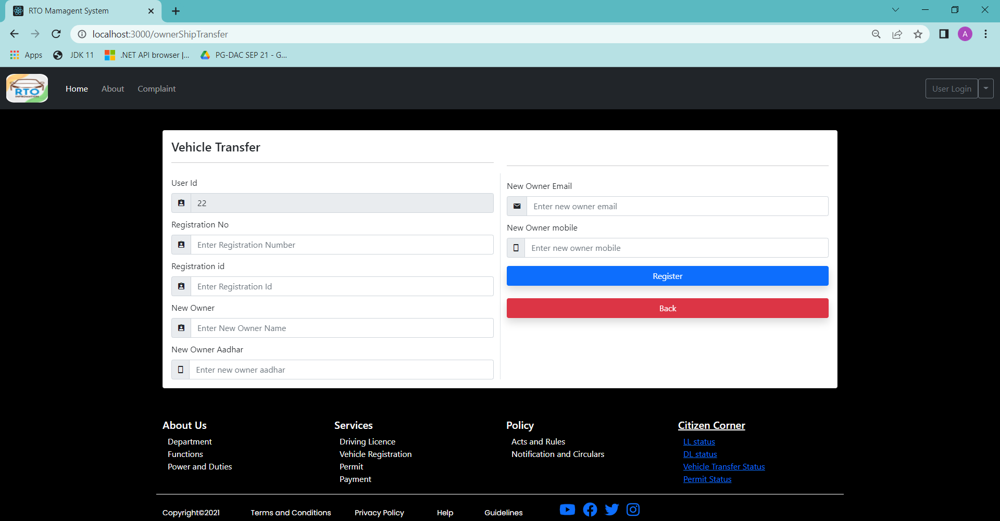 RTO Mamagent System
localhost:3000/ownerShipTransfer
A
Apps
JDK 11
.NET API browser |...
PG-DAC SEP 21 - G...
RTO
Home
About
Complaint
User Login
Vehicle Transfer
User Id
22
Registration No
Enter Registration Number
Registration id
Enter Registration Id
New Owner
Enter New Owner Name
New Owner Aadhar
Enter new owner aadhar
New Owner Email
Enter new owner email
New Owner mobile
Enter new owner mobile
Register
Back
About Us
Department
Functions
Power and Duties
Services
Driving Licence
Vehicle Registration
Permit
Payment
Policy
Acts and Rules
Notification and Circulars
Citizen Corner
LL status
DL status
Vehicle Transfer Status
Permit Status
Copyright©2021
Terms and Conditions
Privacy Policy
Help
Guidelines